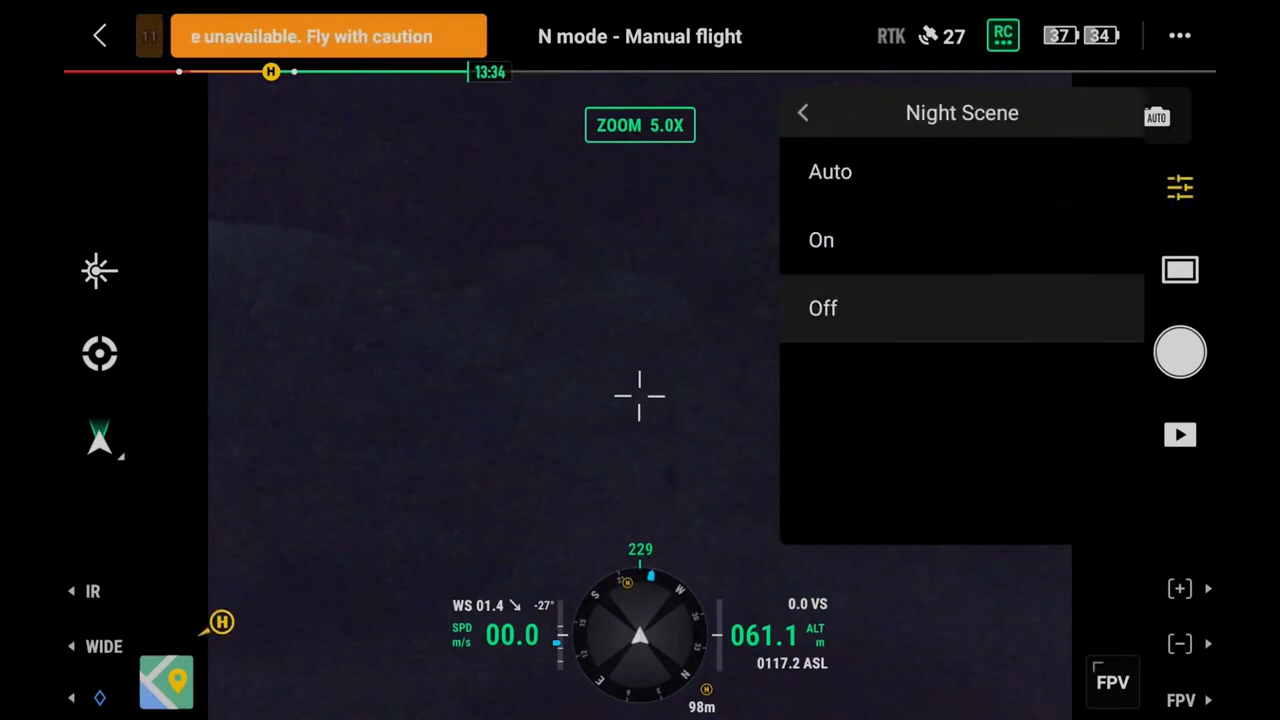 11
e unavailable. Fly with caution
N mode - Manual flight
RTK
27
RC
37
34
H
13:34
ZOOM 5.0X
Night Scene
AUTO
Auto
On
Off
229
S
W
N
E
H
WS 01.4 ↘ -27°
SPD
m/s
00.0
0.0 VS
061.1
ALT
m
0117.2 ASL
H
98m
IR
H
WIDE
[+]
[-]
FPV
FPV